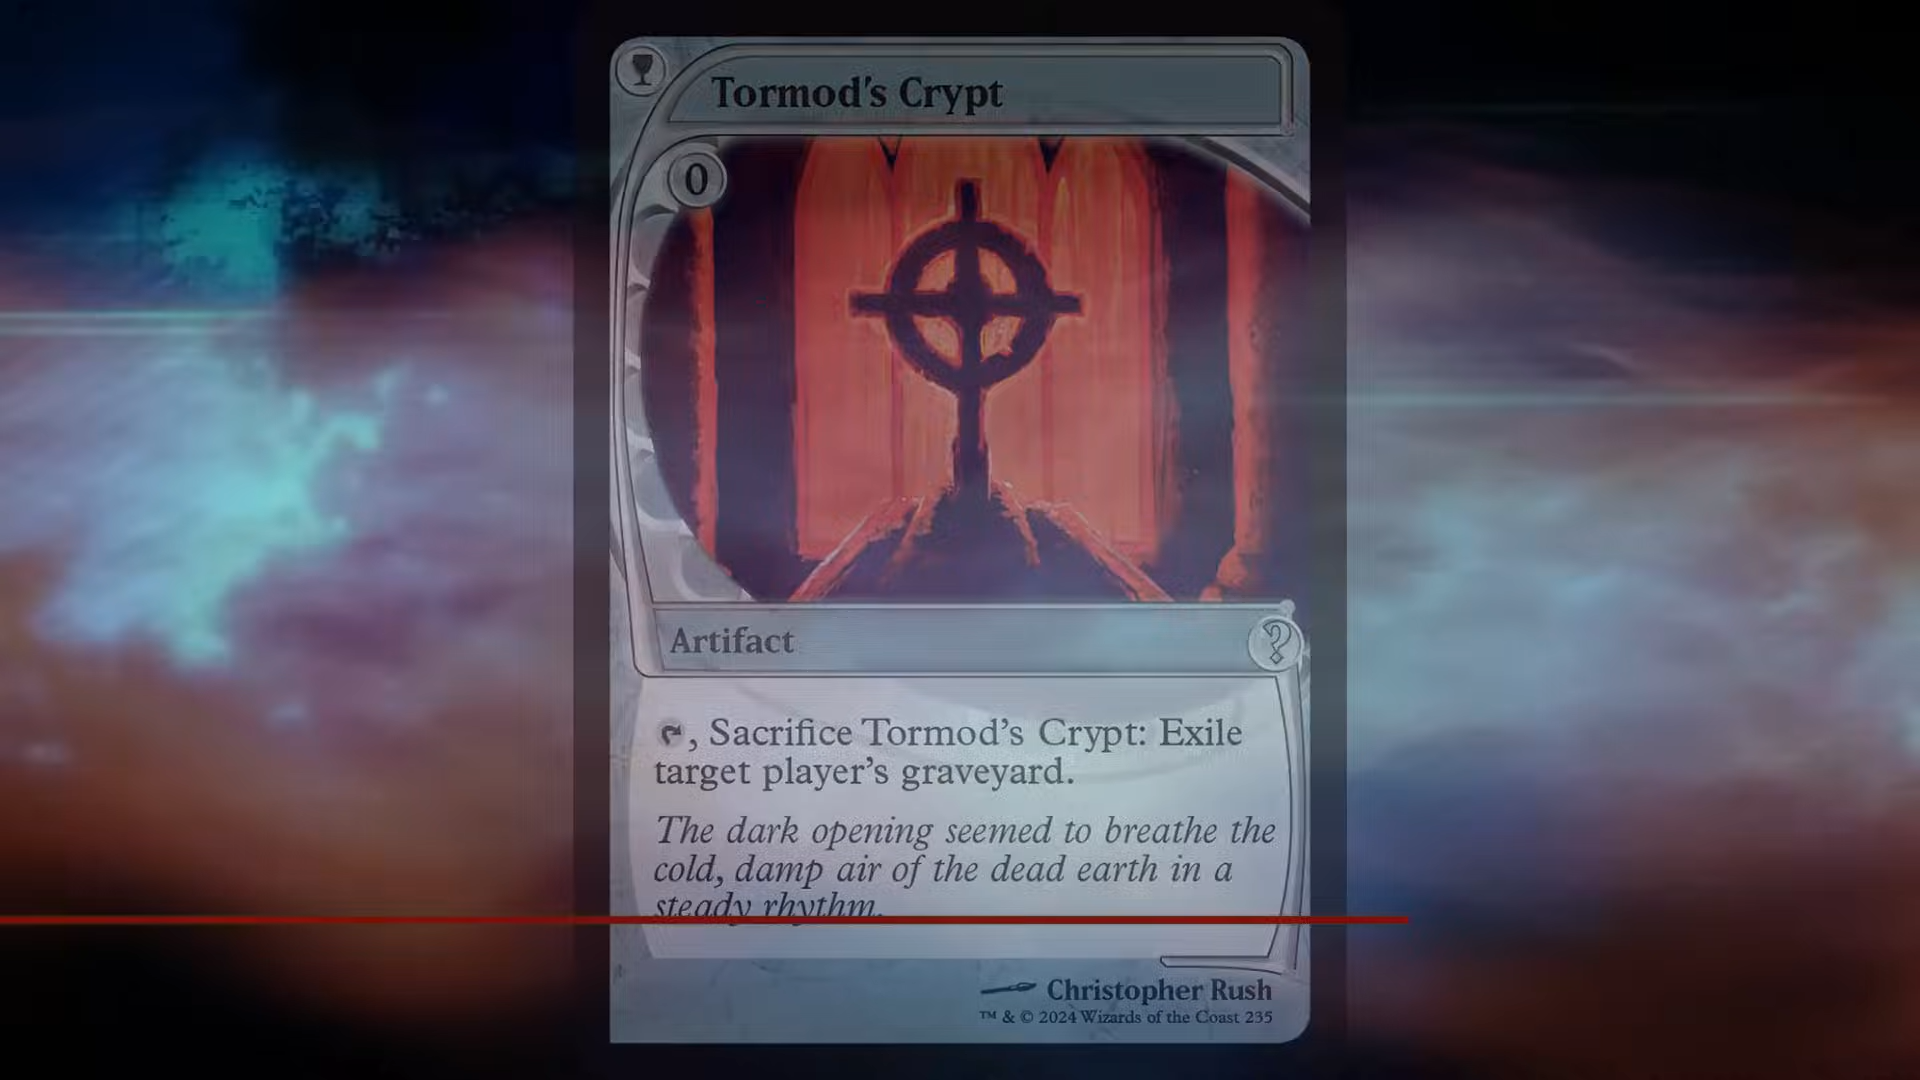 Tormod's Crypt
0
Artifact
?
, Sacrifice Tormod's Crypt: Exile
target player's graveyard.
The dark opening seemed to breathe the
cold, damp air of the dead earth in a
steady rhythm.
Christopher Rush
™ & © 2024 Wizards of the Coast 235